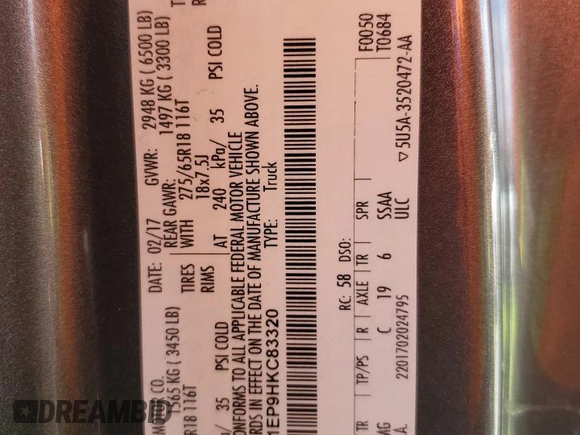 MOTOR CO.
DATE: 02/17 GVWR: 2948 KG ( 6500 LB)
1565 KG ( 3450 LB) REAR GAWR: 1497 KG ( 3300 LB)
R18 116T TIRES WITH 275/65R18 116T
RIMS 18x7.5J
35 PSI COLD AT 240 kPa/ 35 PSI COLD
CONFORMS TO ALL APPLICABLE FEDERAL MOTOR VEHICLE
RDS IN EFFECT ON THE DATE OF MANUFACTURE SHOWN ABOVE.
1EP9HKC83320 TYPE: Truck
F0050
T0684
RC: 58 DSO:
TR TP/PS R AXLE TR SPR
MG C 19 6 SSAA
A. 2201702024795 ULC ▽5U5A-3520472-AA
DREAMBID